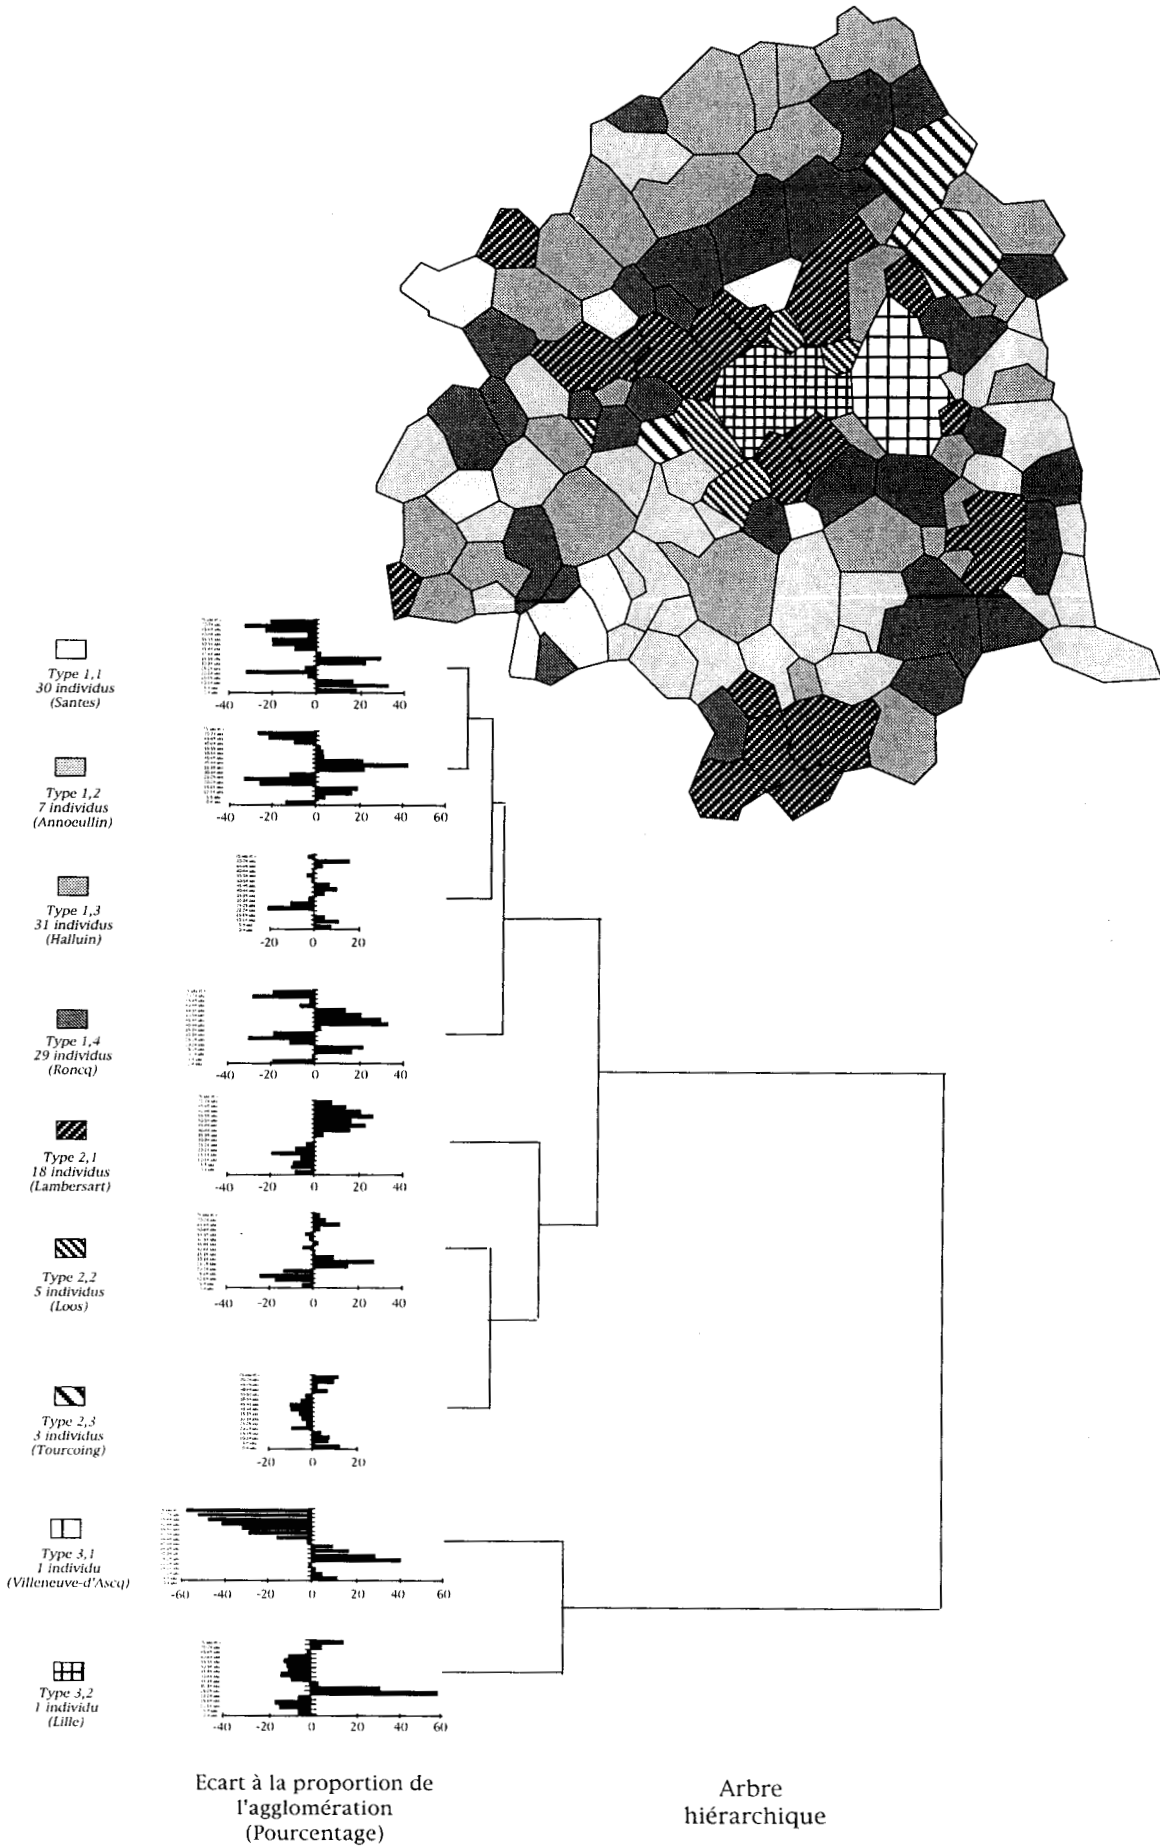 Type 1,1
30 individus
(Santes)
-40 -20 0 20 40
Type 1,2
7 individus
(Annoeullin)
-40 -20 0 20 40 60
Type 1,3
31 individus
(Halluin)
-20 0 20
Type 1,4
29 individus
(Roncq)
-40 -20 0 20 40
Type 2,1
18 individus
(Lambersart)
-40 -20 0 20 40
Type 2,2
5 individus
(Loos)
-40 -20 0 20 40
Type 2,3
3 individus
(Tourcoing)
-20 0 20
Type 3,1
1 individu
(Villeneuve-d'Ascq)
-60 -40 -20 0 20 40 60
Type 3,2
1 individu
(Lille)
-40 -20 0 20 40 60
Ecart à la proportion de
l'agglomération
(Pourcentage)
Arbre
hiérarchique